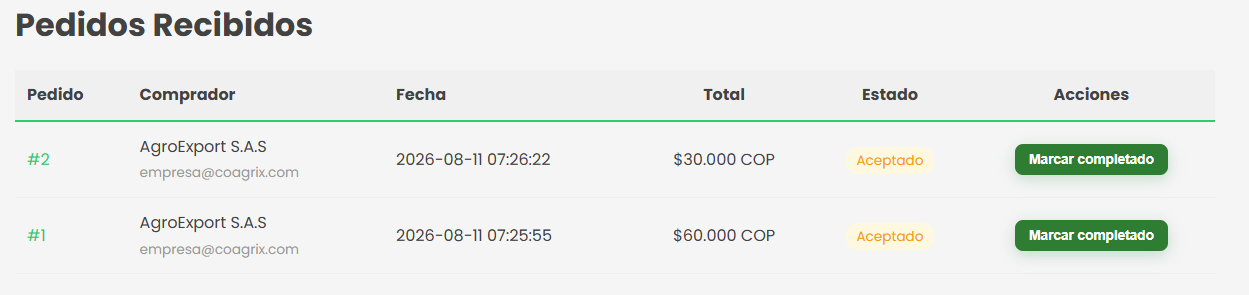 Pedidos Recibidos
Pedido Comprador Fecha Total Estado Acciones
#2 AgroExport S.A.S 2026-08-11 07:26:22 $30.000 COP Aceptado Marcar completado
empresa@coagrix.com
#1 AgroExport S.A.S 2026-08-11 07:25:55 $60.000 COP Aceptado Marcar completado
empresa@coagrix.com